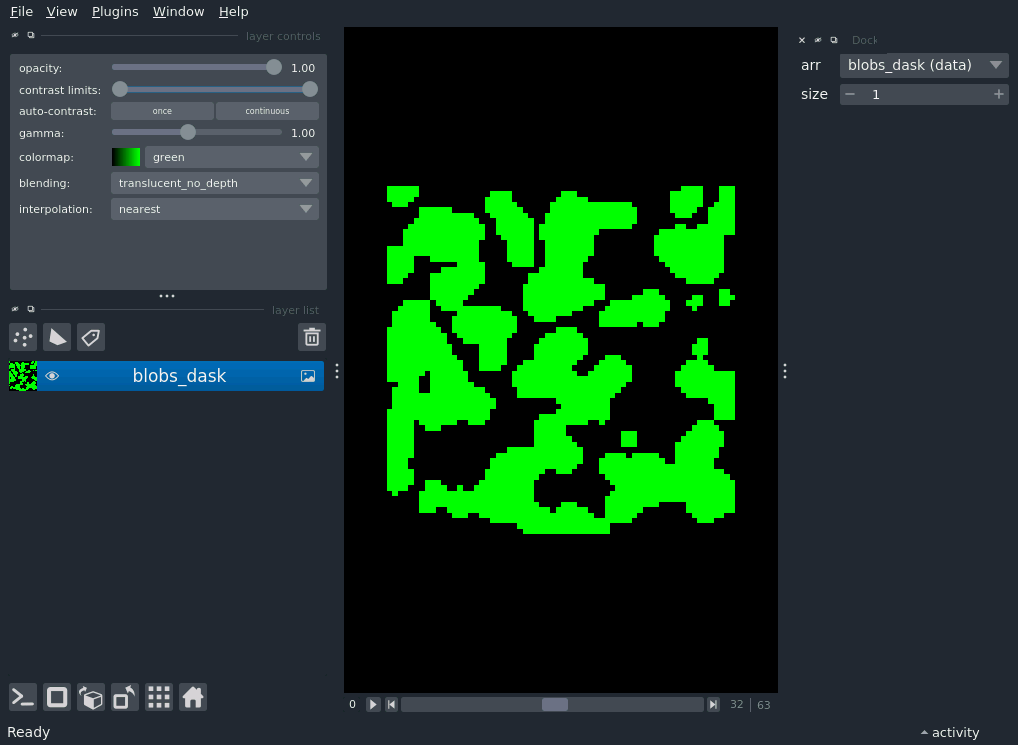 File View Plugins Window Help
layer controls
opacity: 1.00
contrast limits:
auto-contrast: once continuous
gamma: 1.00
colormap: green
blending: translucent_no_depth
interpolation: nearest
layer list
blobs_dask
Dock
arr blobs_dask (data)
size 1
0 32 63
Ready
activity